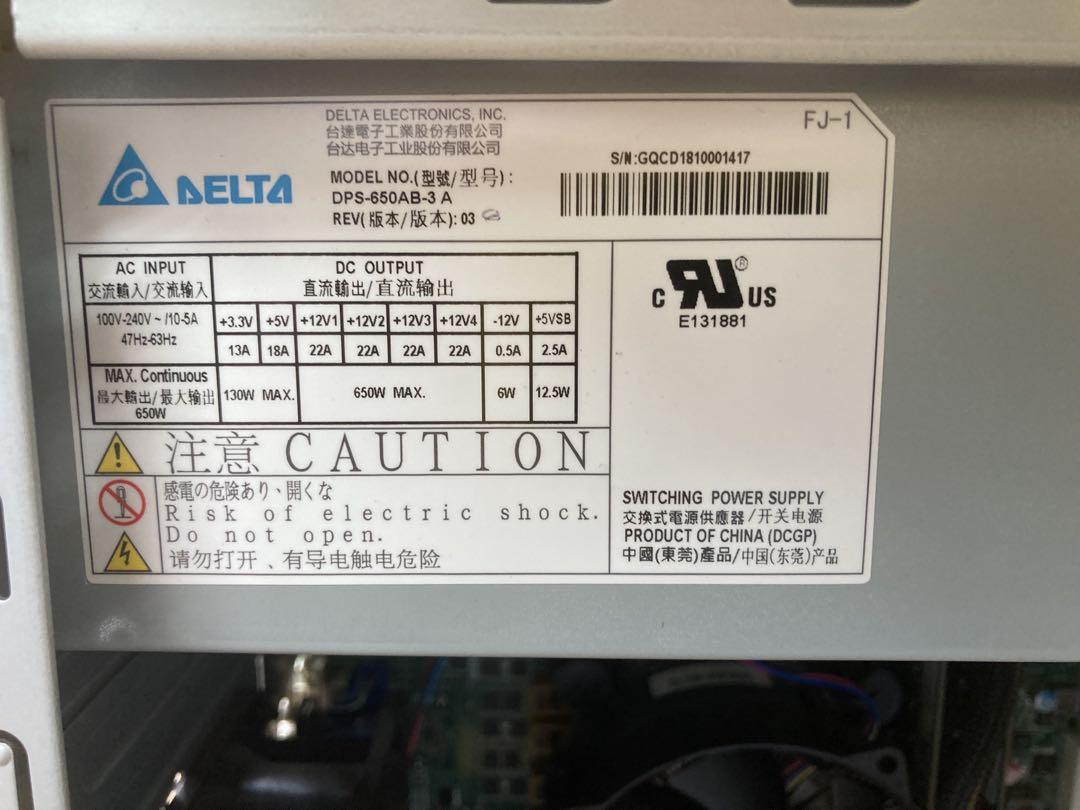 DELTA ELECTRONICS, INC.
台達電子工業股份有限公司
台达电子工业股份有限公司
FJ-1
DELTA
MODEL NO.(型號/型号):
DPS-650AB-3 A
REV(版本/版本): 03
S/N:GQCD1810001417
AC INPUT
交流輸入/交流输入
DC OUTPUT
直流輸出/直流输出
100V-240V ~ /10-5A
47Hz-63Hz
+3.3V +5V +12V1 +12V2 +12V3 +12V4 -12V +5VSB
13A 18A 22A 22A 22A 22A 0.5A 2.5A
MAX. Continuous
最大輸出/最大输出
650W
130W MAX. 650W MAX. 6W 12.5W
c RU ® US
E131881
注意 CAUTION
感電の危険あり、開くな
Risk of electric shock.
Do not open.
请勿打开、有导电触电危险
SWITCHING POWER SUPPLY
交換式電源供應器/开关电源
PRODUCT OF CHINA (DCGP)
中國(東莞)產品/中国(东莞)产品